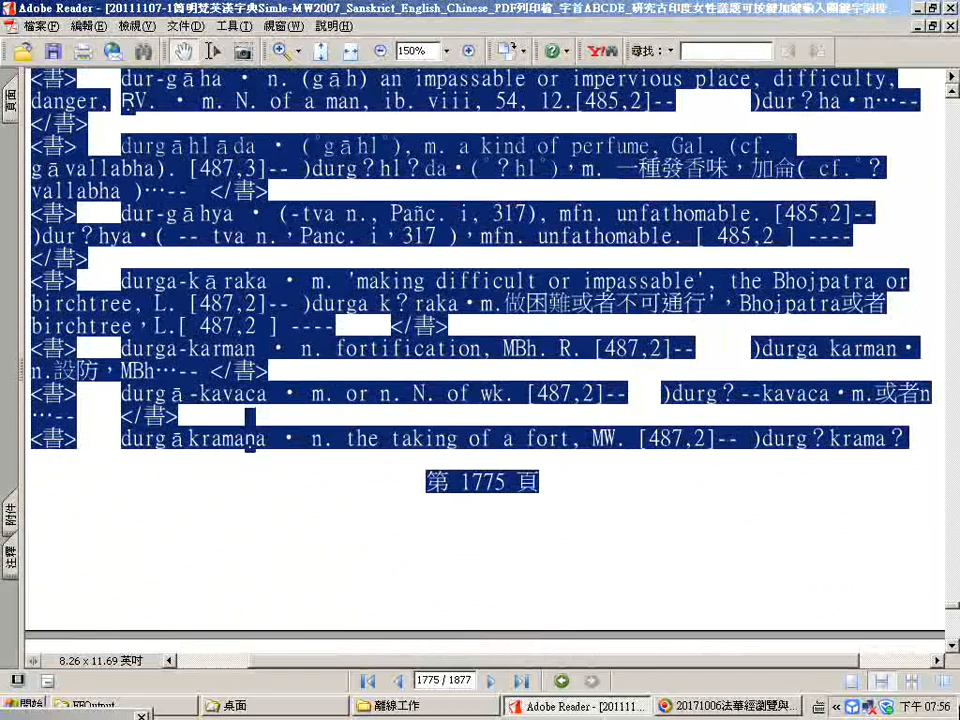 Adobe Reader - [20111107-1簡明梵英漢字典Simle-MW2007_Sanskrict_English_Chinese_PDF列印檔_字首ABCDE_研究古印度女性議題可按鍵加鍵輸入關鍵字詞搜
檔案(F) 編輯(E) 檢視(V) 文件(D) 工具(T) 視窗(W) 說明(H)
150% 尋找：
頁面
<書> dur-gāha · n. (gāh) an impassable or impervious place, difficulty,
danger, ṚV. · m. N. of a man, ib. viii, 54, 12.[485,2]-- )dur？ha·n…--
</書>
<書> durgāhlāda · (°gāhl°), m. a kind of perfume, Gal. (cf. °
gāvallabha). [487,3]-- )durg？hl？da·(°？hl°)，m. 一種發香味，加侖( cf.°？
vallabha )…-- </書>
<書> dur-gāhya · (-tva n., Pañc. i, 317), mfn. unfathomable. [485,2]--
)dur？hya·( -- tva n.，Panc. i，317 )，mfn. unfathomable. [ 485,2 ] ----
</書>
<書> durga-kāraka · m. 'making difficult or impassable', the Bhojpatra or
birchtree, L. [487,2]-- )durga k？raka·m.做困難或者不可通行'，Bhojpatra或者
birchtree，L.[ 487,2 ] ---- </書>
<書> durga-karman · n. fortification, MBh. R. [487,2]-- )durga karman·
n.設防，MBh…-- </書>
<書> durgā-kavaca · m. or n. N. of wk. [487,2]-- )durg？--kavaca·m.或者n
…-- </書>
<書> durgākramaṇa · n. the taking of a fort, MW. [487,2]-- )durg？krama？
第 1775 頁
附件
注釋
8.26 x 11.69 英吋
1775 / 1877
開始 FFOutput 桌面 離線工作 Adobe Reader - [201111... 20171006法華經瀏覽與... 下午 07:56